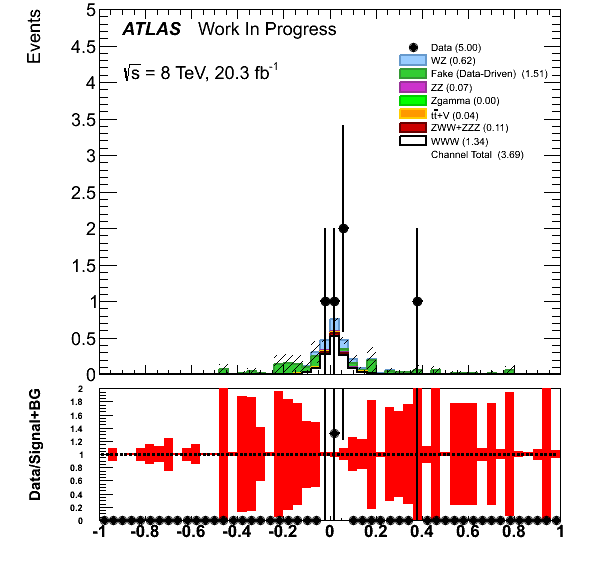 Events
ATLAS Work In Progress
√s = 8 TeV, 20.3 fb⁻¹
Data (5.00)
WZ (0.62)
Fake (Data-Driven) (1.51)
ZZ (0.07)
Zgamma (0.00)
tt̄+V (0.04)
ZWW+ZZZ (0.11)
WWW (1.34)
Channel Total (3.69)
5
4.5
4
3.5
3
2.5
2
1.5
1
0.5
0
Data/Signal+BG
2
1.8
1.6
1.4
1.2
1
0.8
0.6
0.4
0.2
0
-1 -0.8 -0.6 -0.4 -0.2 0 0.2 0.4 0.6 0.8 1